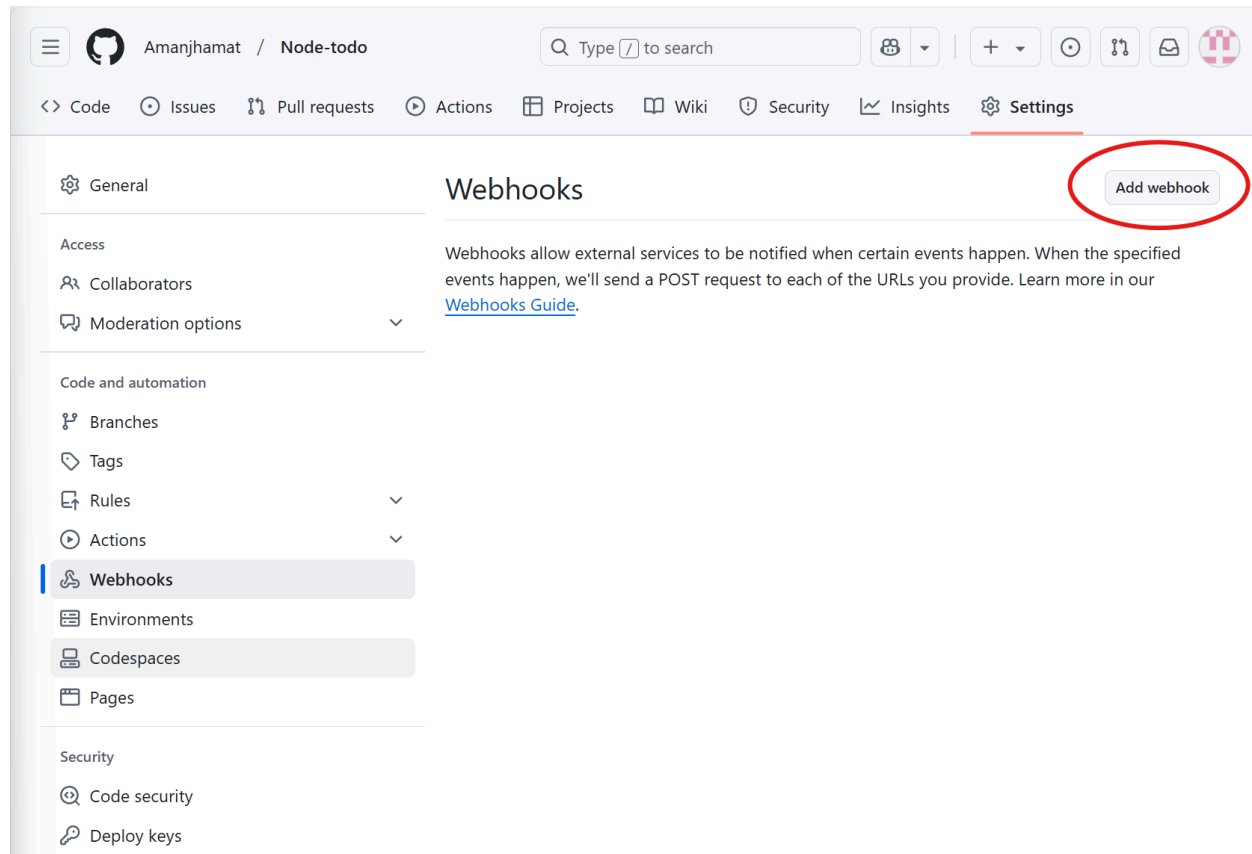 Amanjhamat / Node-todo
Type / to search
Code Issues Pull requests Actions Projects Wiki Security Insights Settings
General
Access
Collaborators
Moderation options
Code and automation
Branches
Tags
Rules
Actions
Webhooks
Environments
Codespaces
Pages
Security
Code security
Deploy keys
Webhooks
Add webhook
Webhooks allow external services to be notified when certain events happen. When the specified
events happen, we'll send a POST request to each of the URLs you provide. Learn more in our
Webhooks Guide.